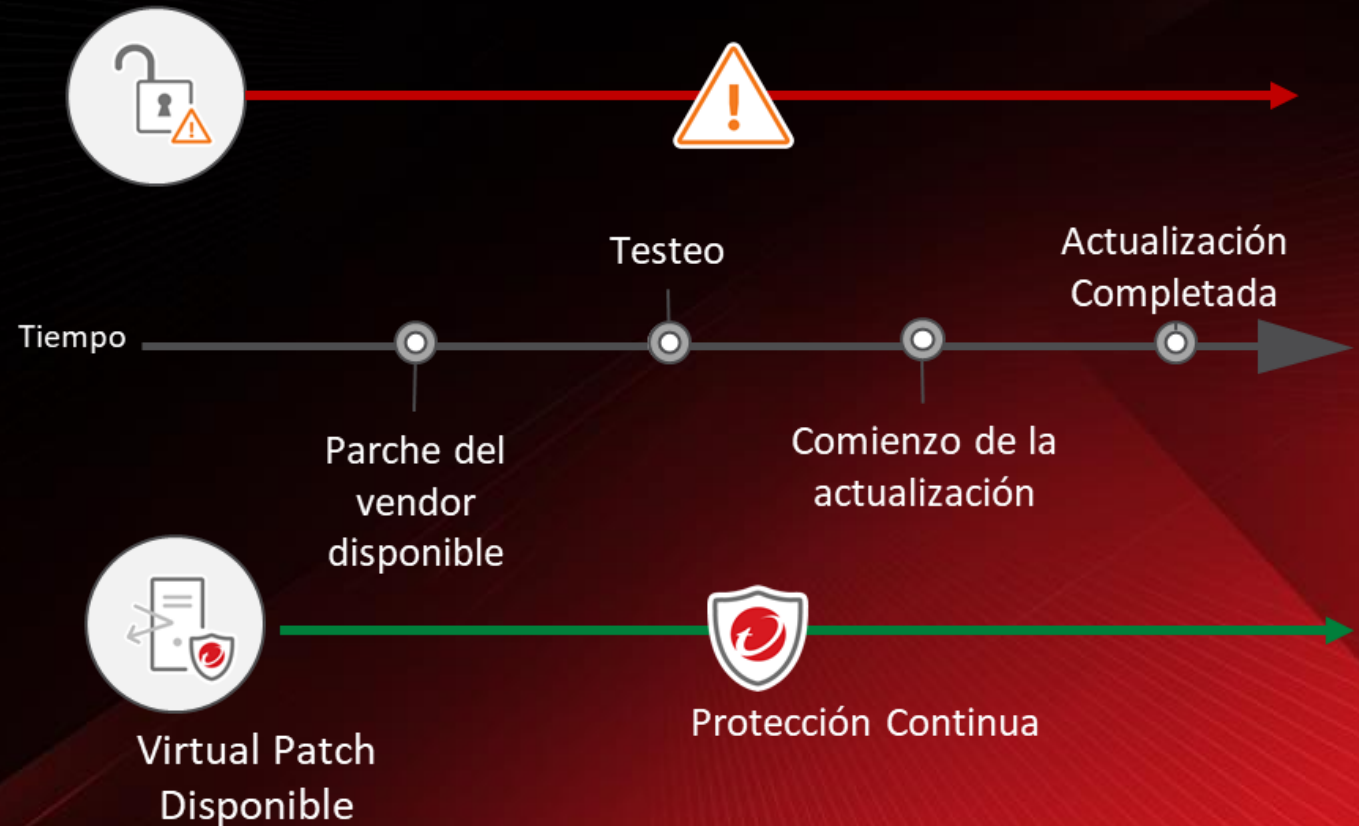 Testeo
Actualización
Completada
Tiempo
Parche del
vendor
disponible
Comienzo de la
actualización
Protección Continua
Virtual Patch
Disponible